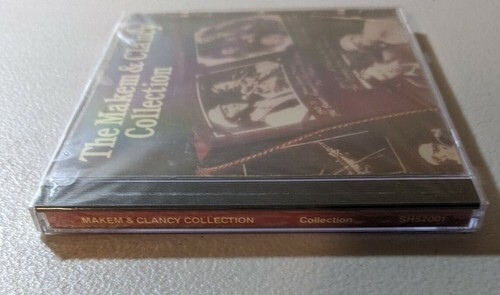 The Makem & Clancy
Collection
MAKEM & CLANCY COLLECTION Collection SH52001